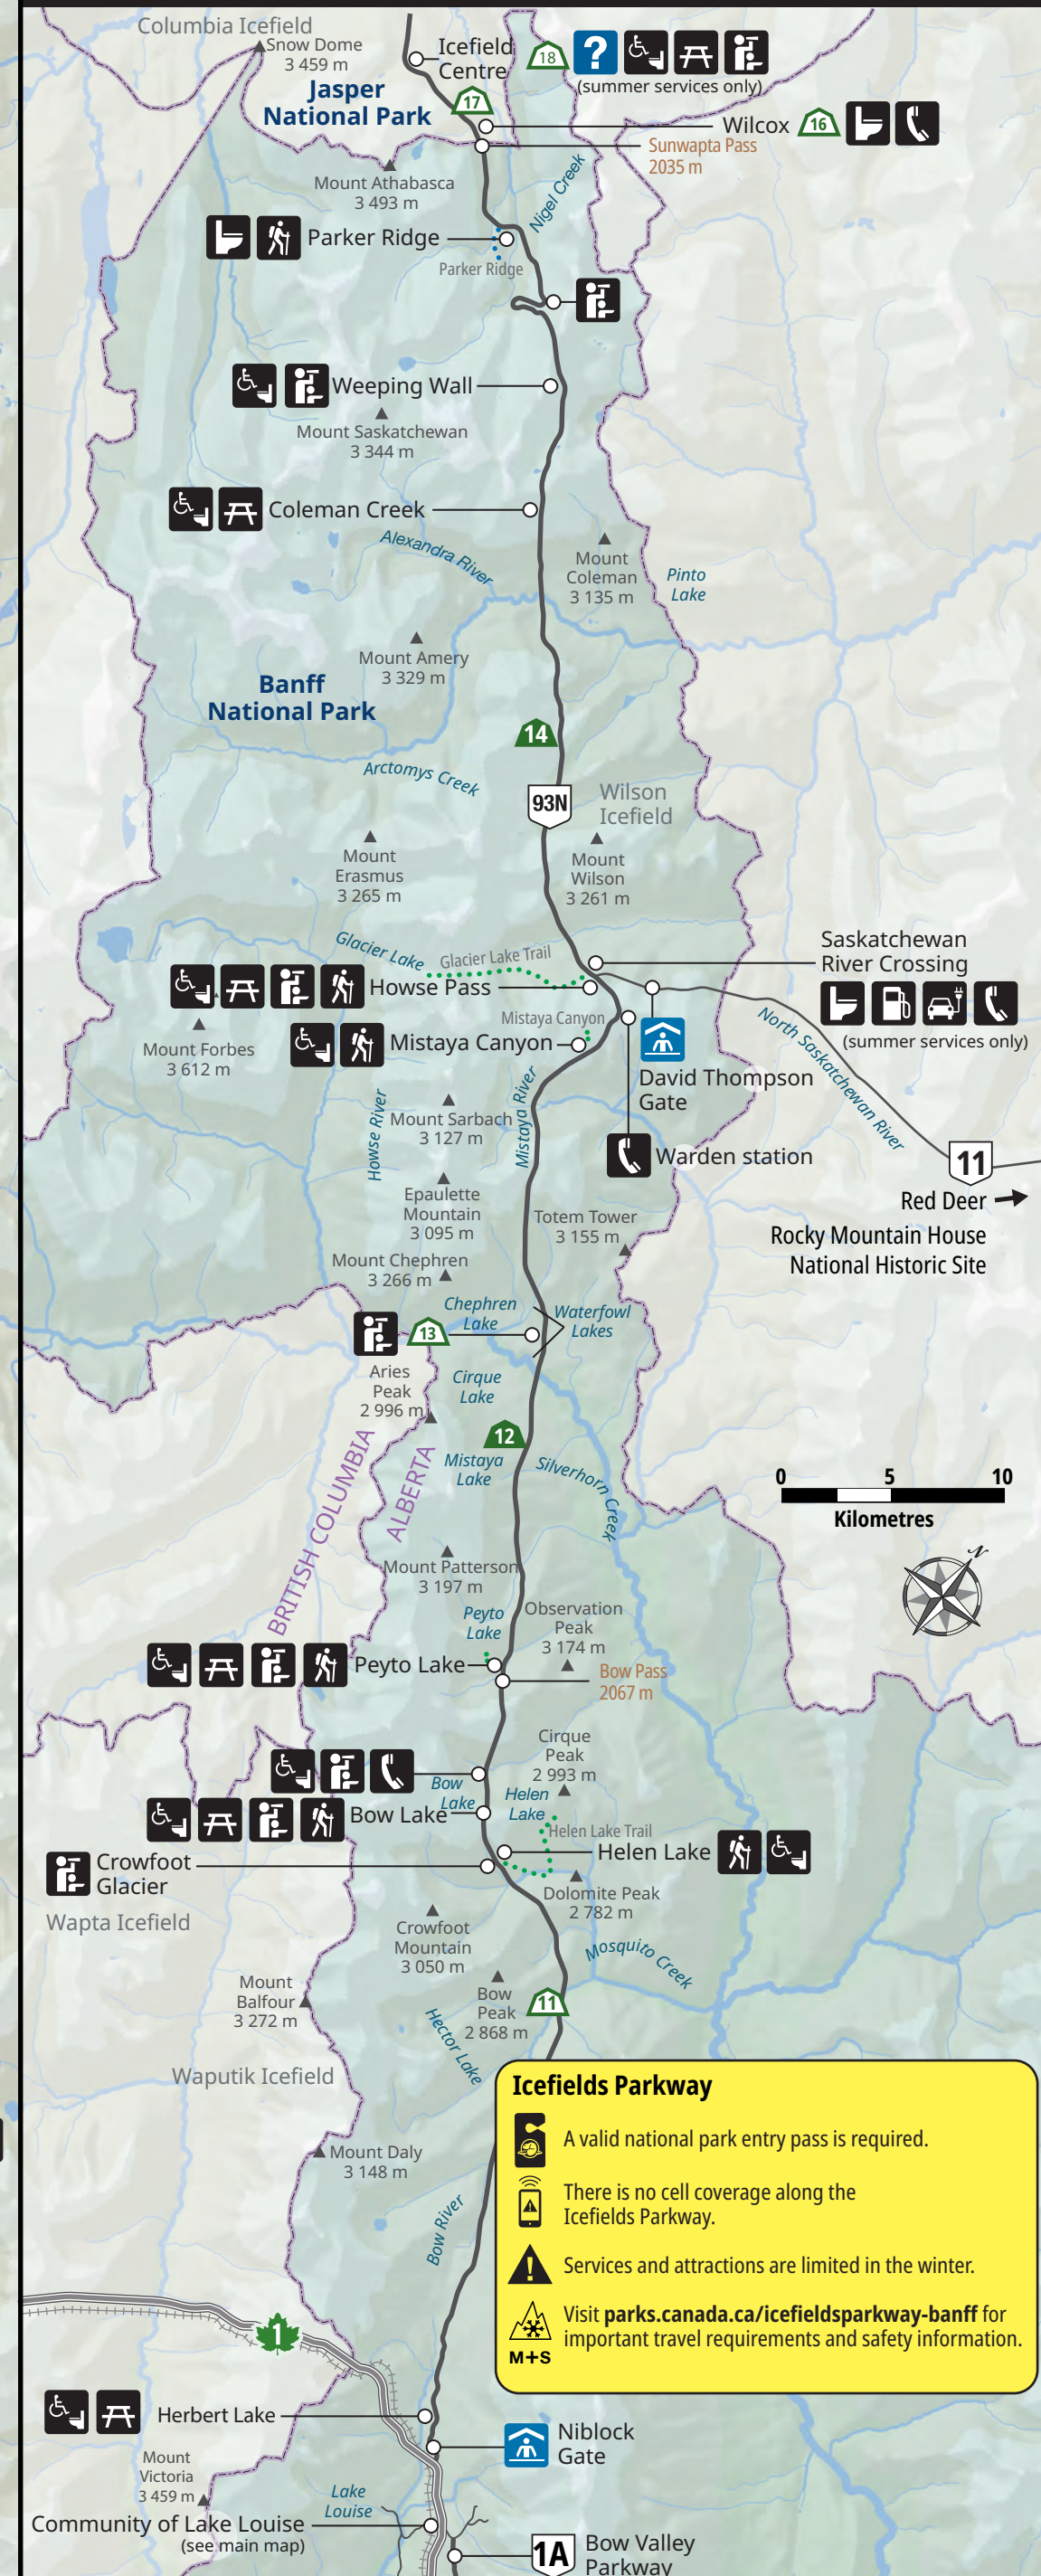 Columbia Icefield
Snow Dome
3 459 m
Icefield
Centre
18
?
(summer services only)
Jasper
National Park
17
Wilcox
16
Sunwapta Pass
2035 m
Mount Athabasca
3 493 m
Nigel Creek
Parker Ridge
Parker Ridge
Weeping Wall
Mount Saskatchewan
3 344 m
Coleman Creek
Alexandra River
Mount
Coleman
3 135 m
Pinto
Lake
Mount Amery
3 329 m
Banff
National Park
14
Arctomys Creek
93N
Wilson
Icefield
Mount
Erasmus
3 265 m
Mount
Wilson
3 261 m
Glacier Lake
Glacier Lake Trail
Saskatchewan
River Crossing
(summer services only)
Howse Pass
Mistaya Canyon
Mistaya Canyon
Mount Forbes
3 612 m
North Saskatchewan River
David Thompson
Gate
Howse River
Mount Sarbach
3 127 m
Mistaya River
Warden station
11
Red Deer
Rocky Mountain House
National Historic Site
Epaulette
Mountain
3 095 m
Totem Tower
3 155 m
Mount Chephren
3 266 m
Chephren
Lake
Waterfowl
Lakes
13
Aries
Peak
2 996 m
Cirque
Lake
12
BRITISH COLUMBIA
ALBERTA
Mistaya
Lake
Silverhorn Creek
0 5 10
Kilometres
N
Mount Patterson
3 197 m
Peyto
Lake
Observation
Peak
3 174 m
Peyto Lake
Bow Pass
2067 m
Cirque
Peak
2 993 m
Bow
Lake
Helen
Lake
Bow Lake
Helen Lake Trail
Helen Lake
Crowfoot
Glacier
Dolomite Peak
2 782 m
Wapta Icefield
Crowfoot
Mountain
3 050 m
Mosquito Creek
Mount
Balfour
3 272 m
Bow
Peak
2 868 m
11
Hector Lake
Waputik Icefield
Icefields Parkway
A valid national park entry pass is required.
There is no cell coverage along the
Icefields Parkway.
Services and attractions are limited in the winter.
Visit parks.canada.ca/icefieldsparkway-banff for
important travel requirements and safety information.
M+S
Mount Daly
3 148 m
Bow River
1
Herbert Lake
Niblock
Gate
Mount
Victoria
3 459 m
Lake
Louise
Community of Lake Louise
(see main map)
1A
Bow Valley
Parkway